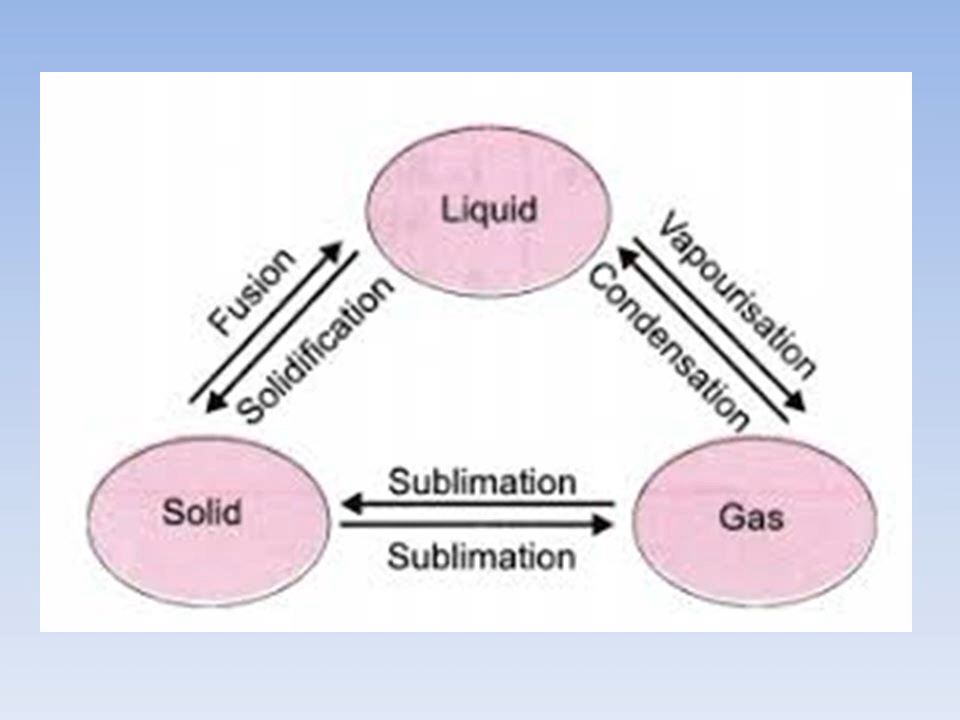 Liquid
Fusion
Solidification
Vapourisation
Condensation
Solid
Sublimation
Sublimation
Gas